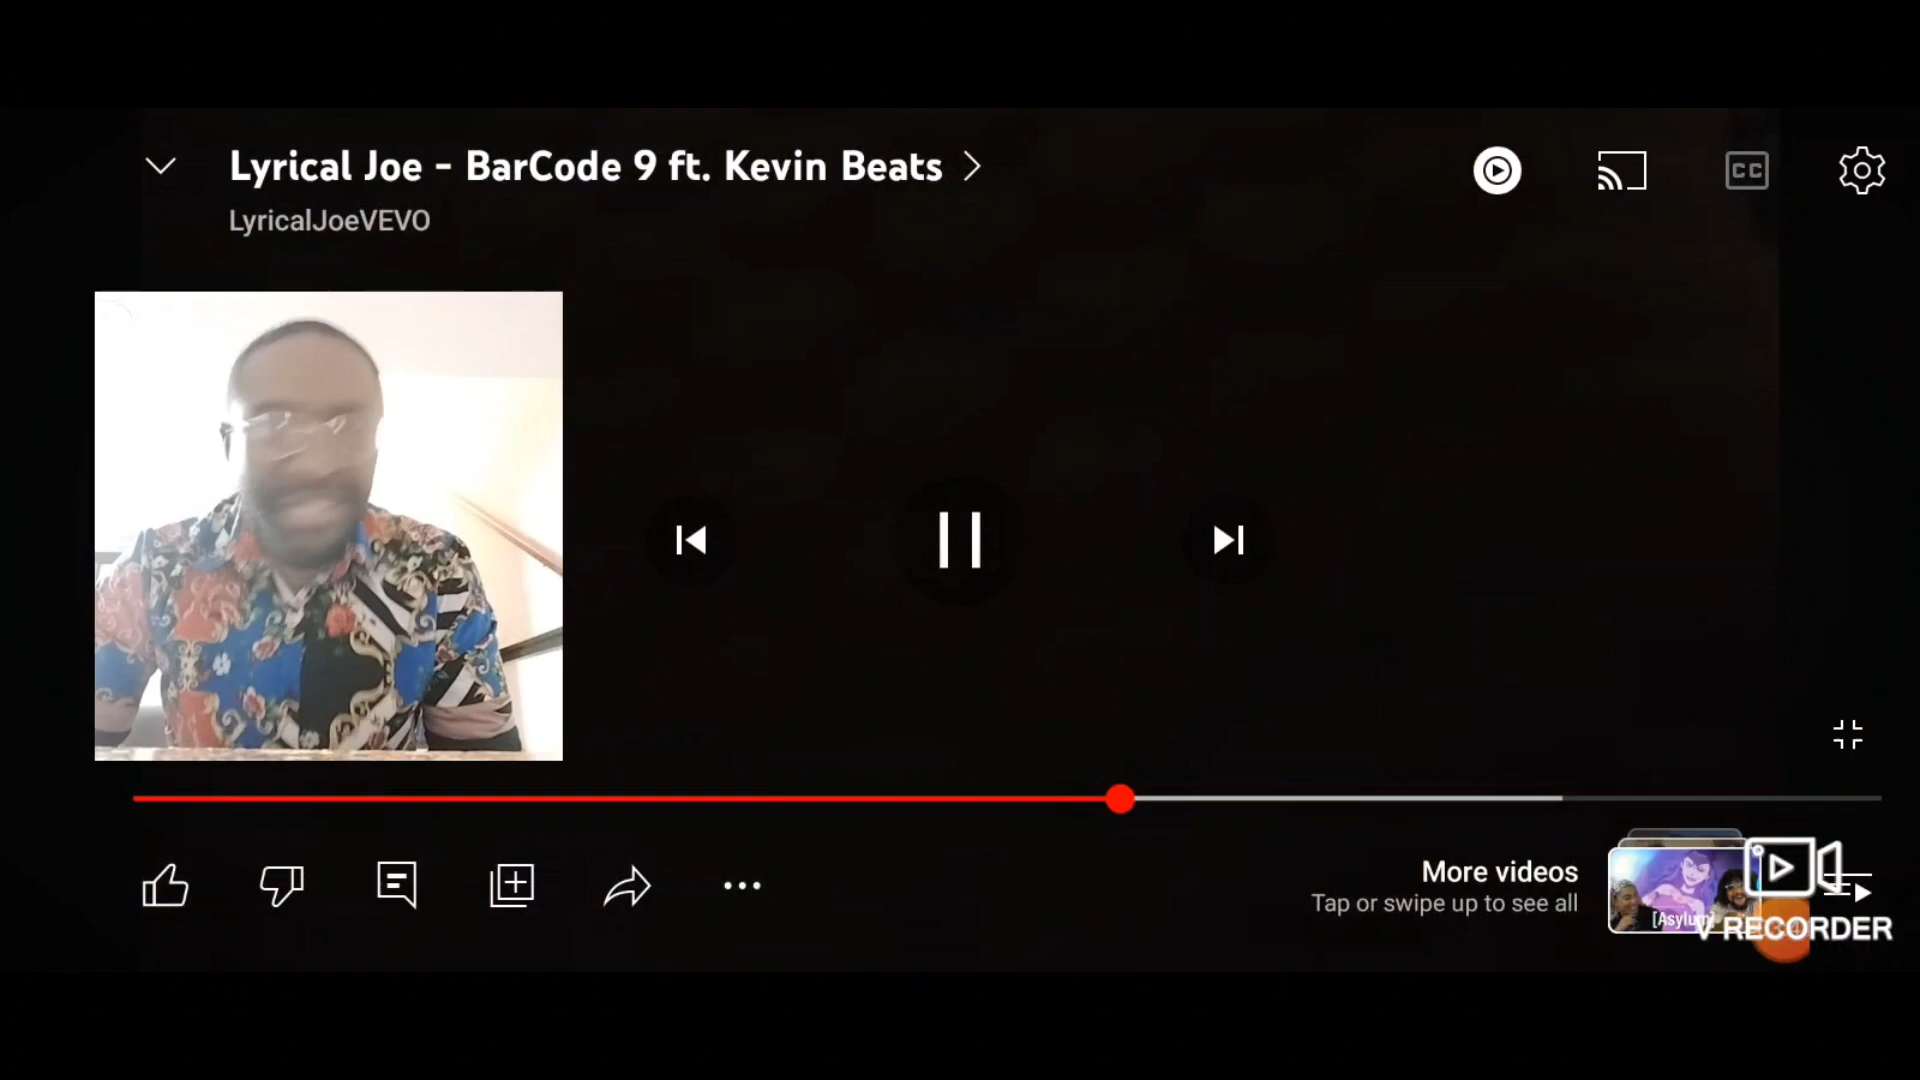 Lyrical Joe - BarCode 9 ft. Kevin Beats
LyricalJoeVEVO
CC
More videos
Tap or swipe up to see all
[Asylum]
V RECORDER